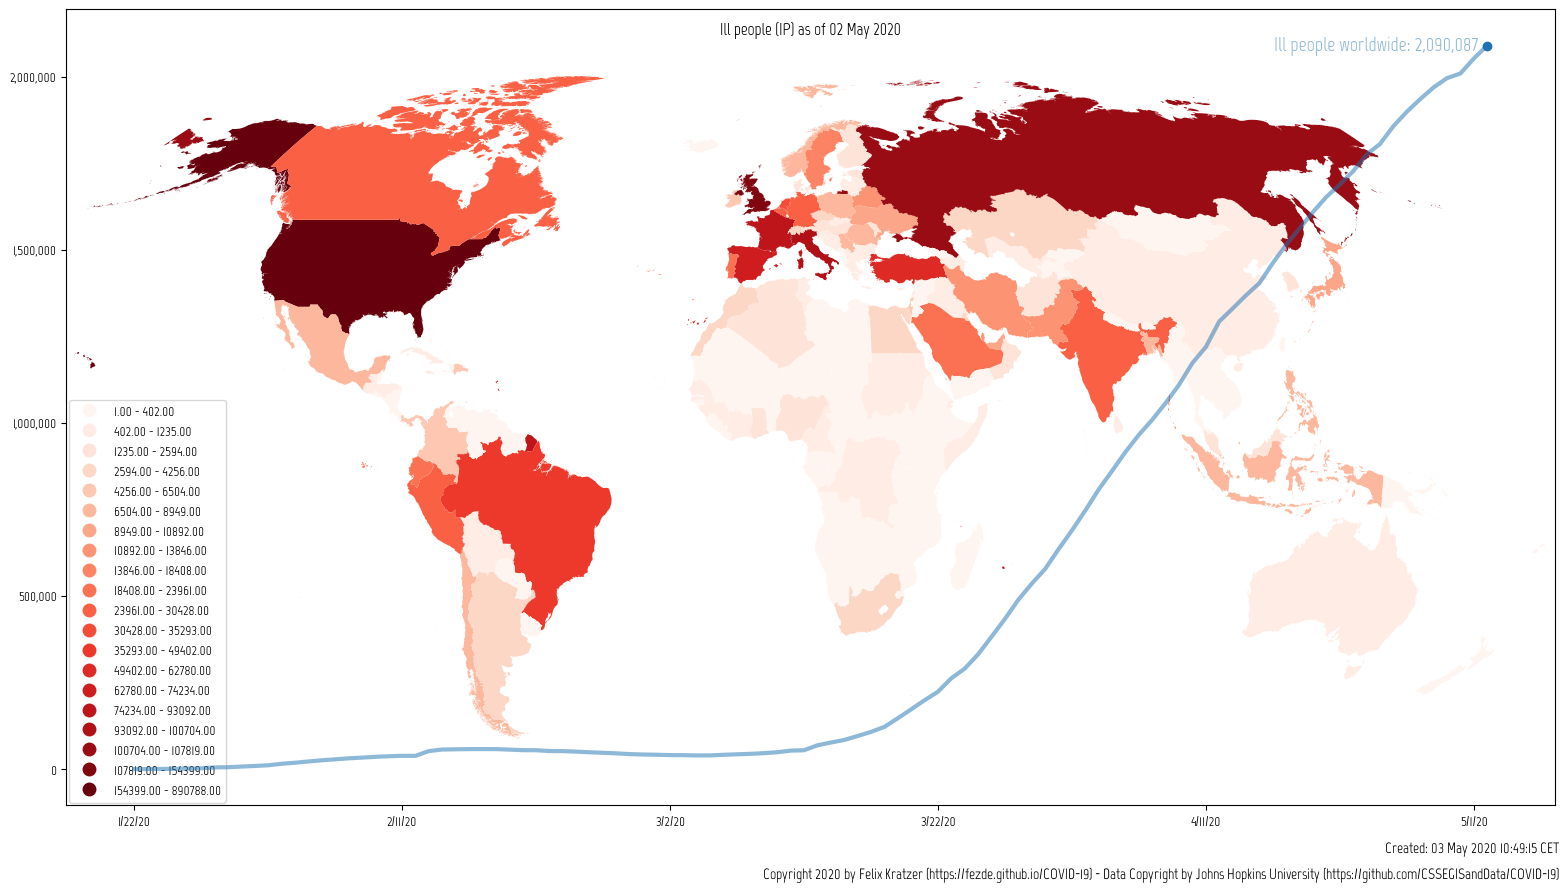 Ill people (IP) as of 02 May 2020
Ill people worldwide: 2,090,087
2,000,000
1,500,000
1,000,000
500,000
0
1.00 - 402.00
402.00 - 1235.00
1235.00 - 2594.00
2594.00 - 4256.00
4256.00 - 6504.00
6504.00 - 8949.00
8949.00 - 10892.00
10892.00 - 13846.00
13846.00 - 18408.00
18408.00 - 23961.00
23961.00 - 30428.00
30428.00 - 35293.00
35293.00 - 49402.00
49402.00 - 62780.00
62780.00 - 74234.00
74234.00 - 93092.00
93092.00 - 100704.00
100704.00 - 107819.00
107819.00 - 154399.00
154399.00 - 890788.00
1/22/20 2/11/20 3/2/20 3/22/20 4/11/20 5/1/20
Created: 03 May 2020 10:49:15 CET
Copyright 2020 by Felix Kratzer (https://fezde.github.io/COVID-19) - Data Copyright by Johns Hopkins University (https://github.com/CSSEGISandData/COVID-19)